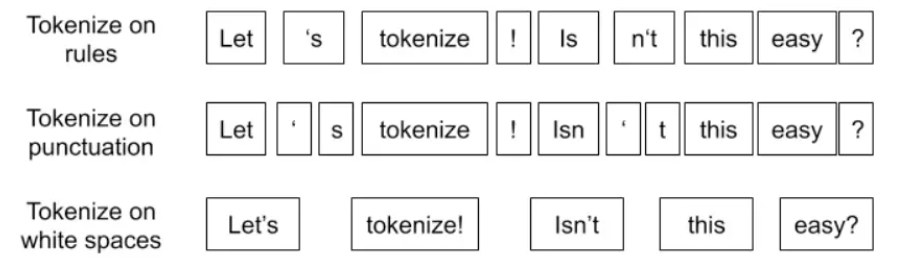 Tokenize on
rules
Let ‘s tokenize ! Is n‘t this easy ?
Tokenize on
punctuation
Let ‘ s tokenize ! Isn ‘ t this easy ?
Tokenize on
white spaces
Let’s tokenize! Isn’t this easy?